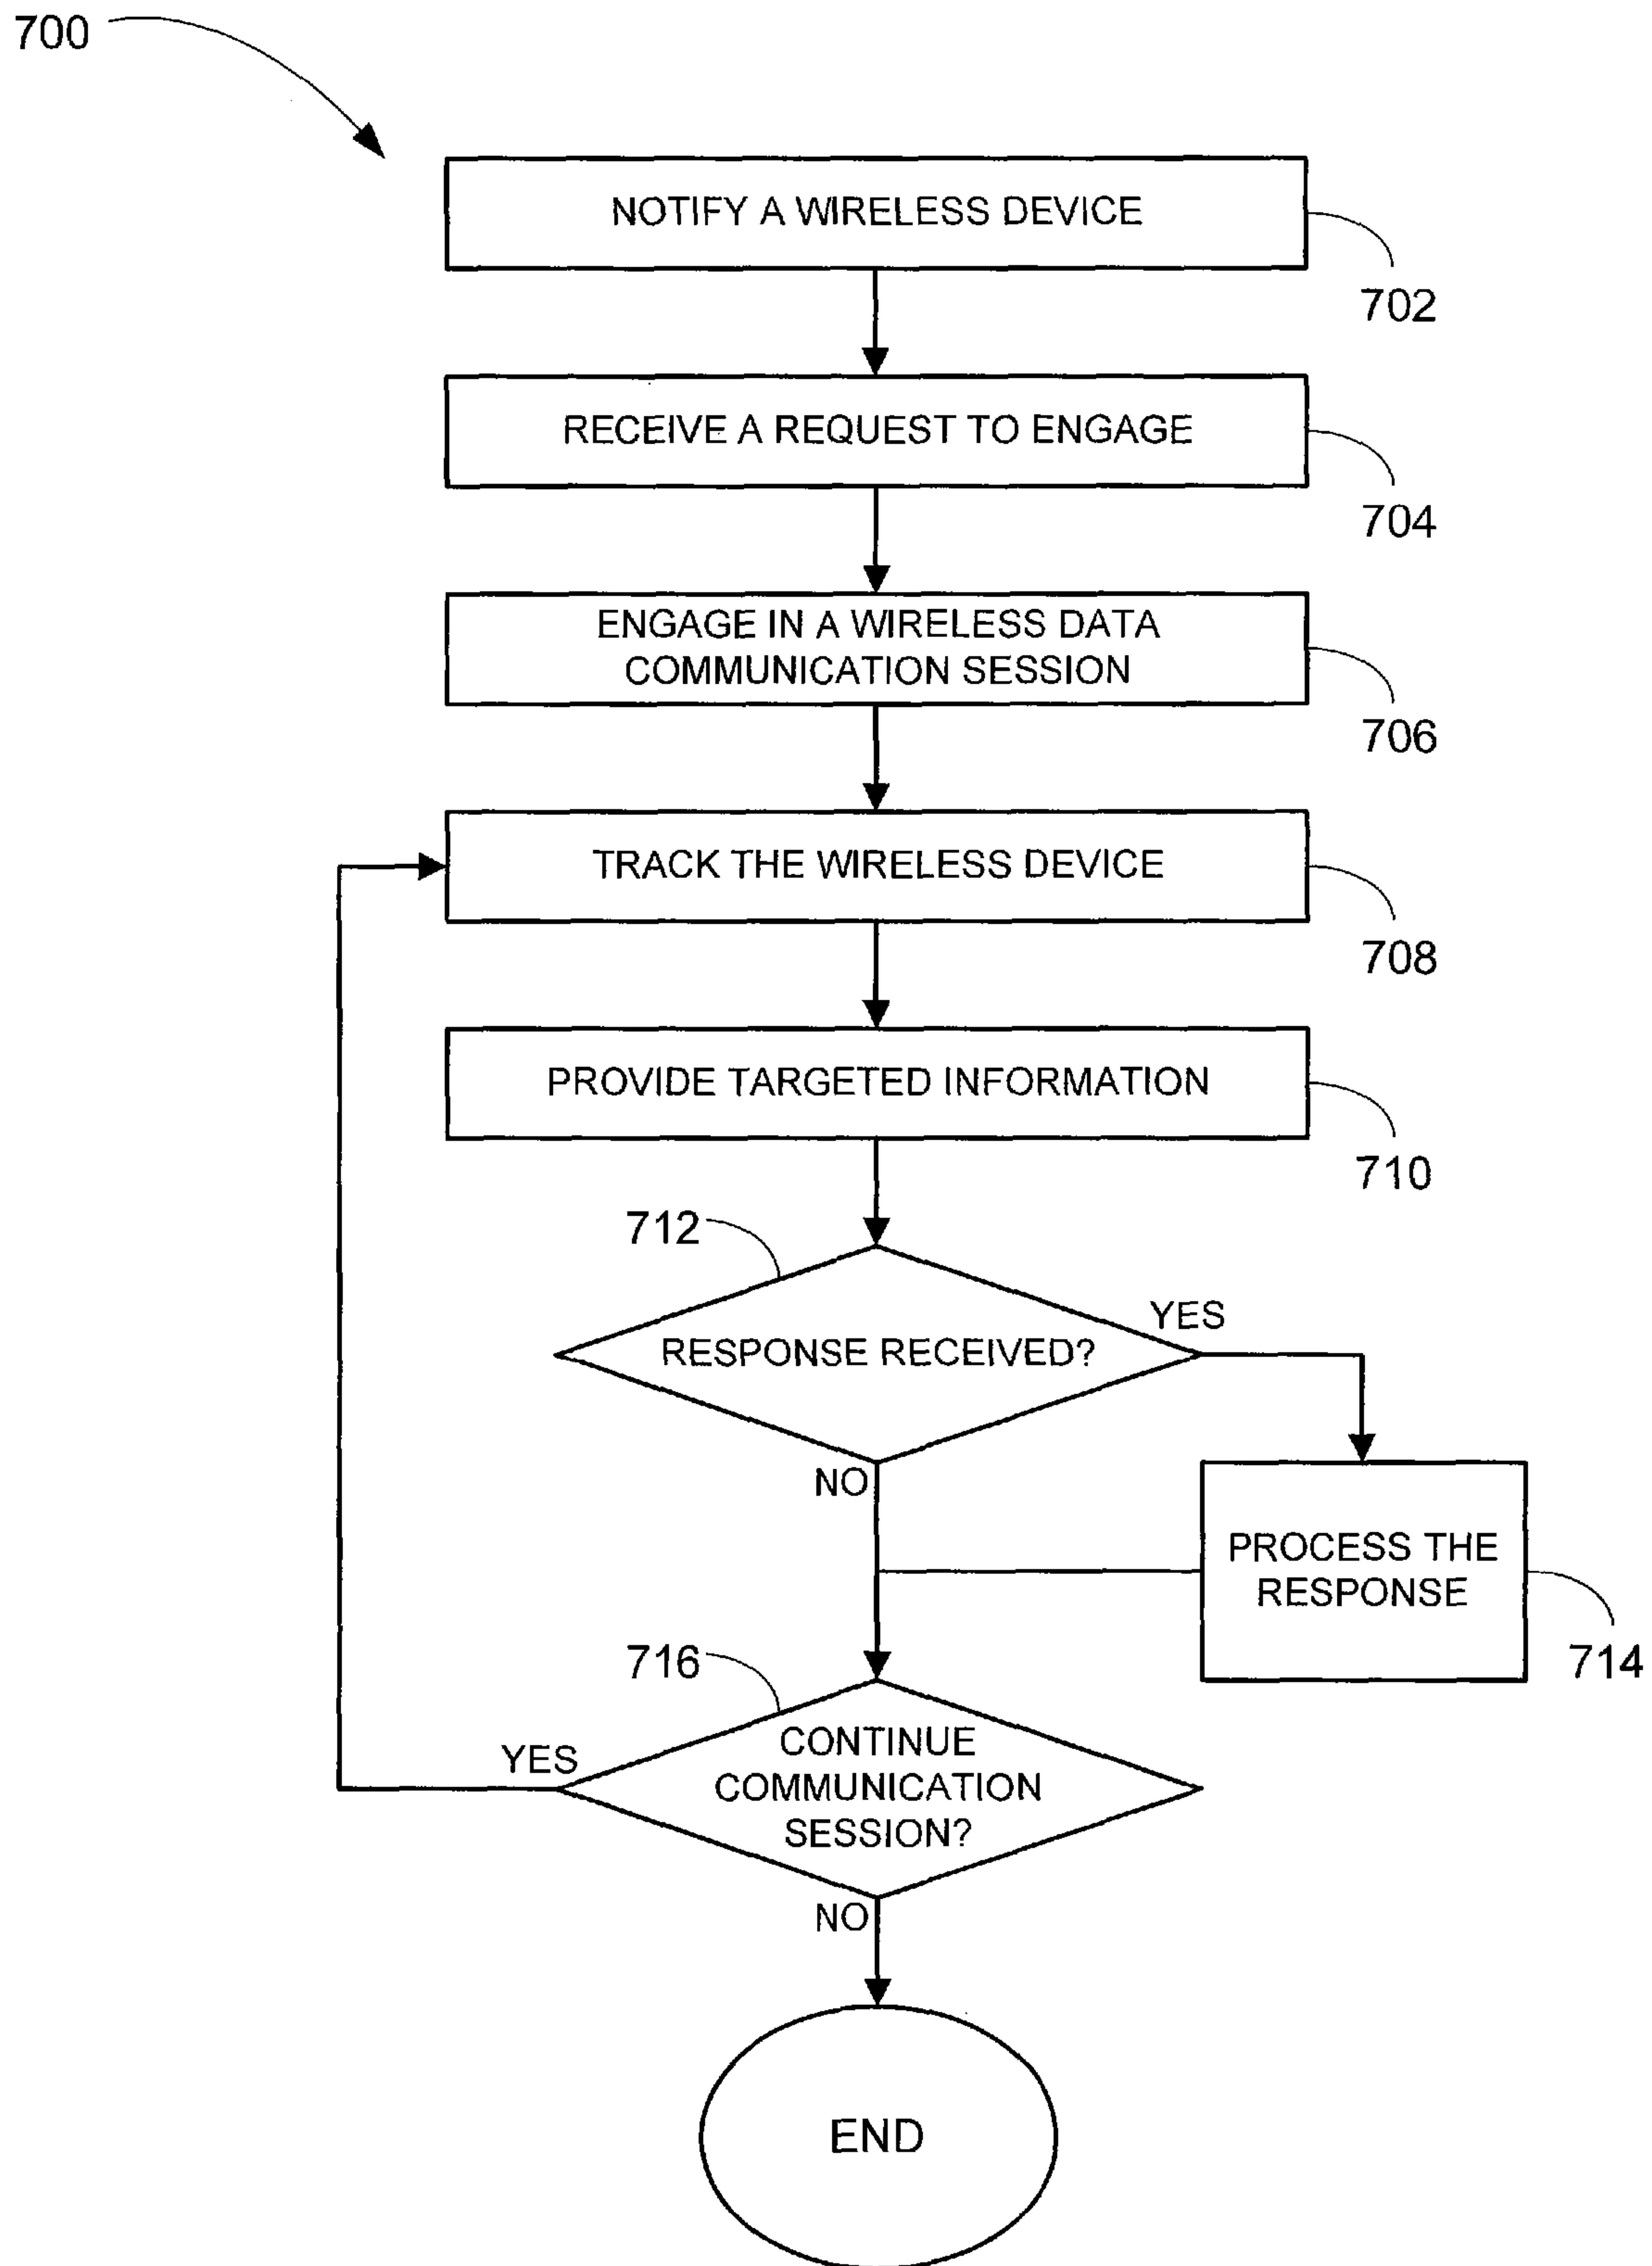 700
NOTIFY A WIRELESS DEVICE
702
RECEIVE A REQUEST TO ENGAGE
704
ENGAGE IN A WIRELESS DATA
COMMUNICATION SESSION
706
TRACK THE WIRELESS DEVICE
708
PROVIDE TARGETED INFORMATION
710
712
YES
RESPONSE RECEIVED?
NO
PROCESS THE
RESPONSE
714
716
YES
CONTINUE
COMMUNICATION
SESSION?
NO
END